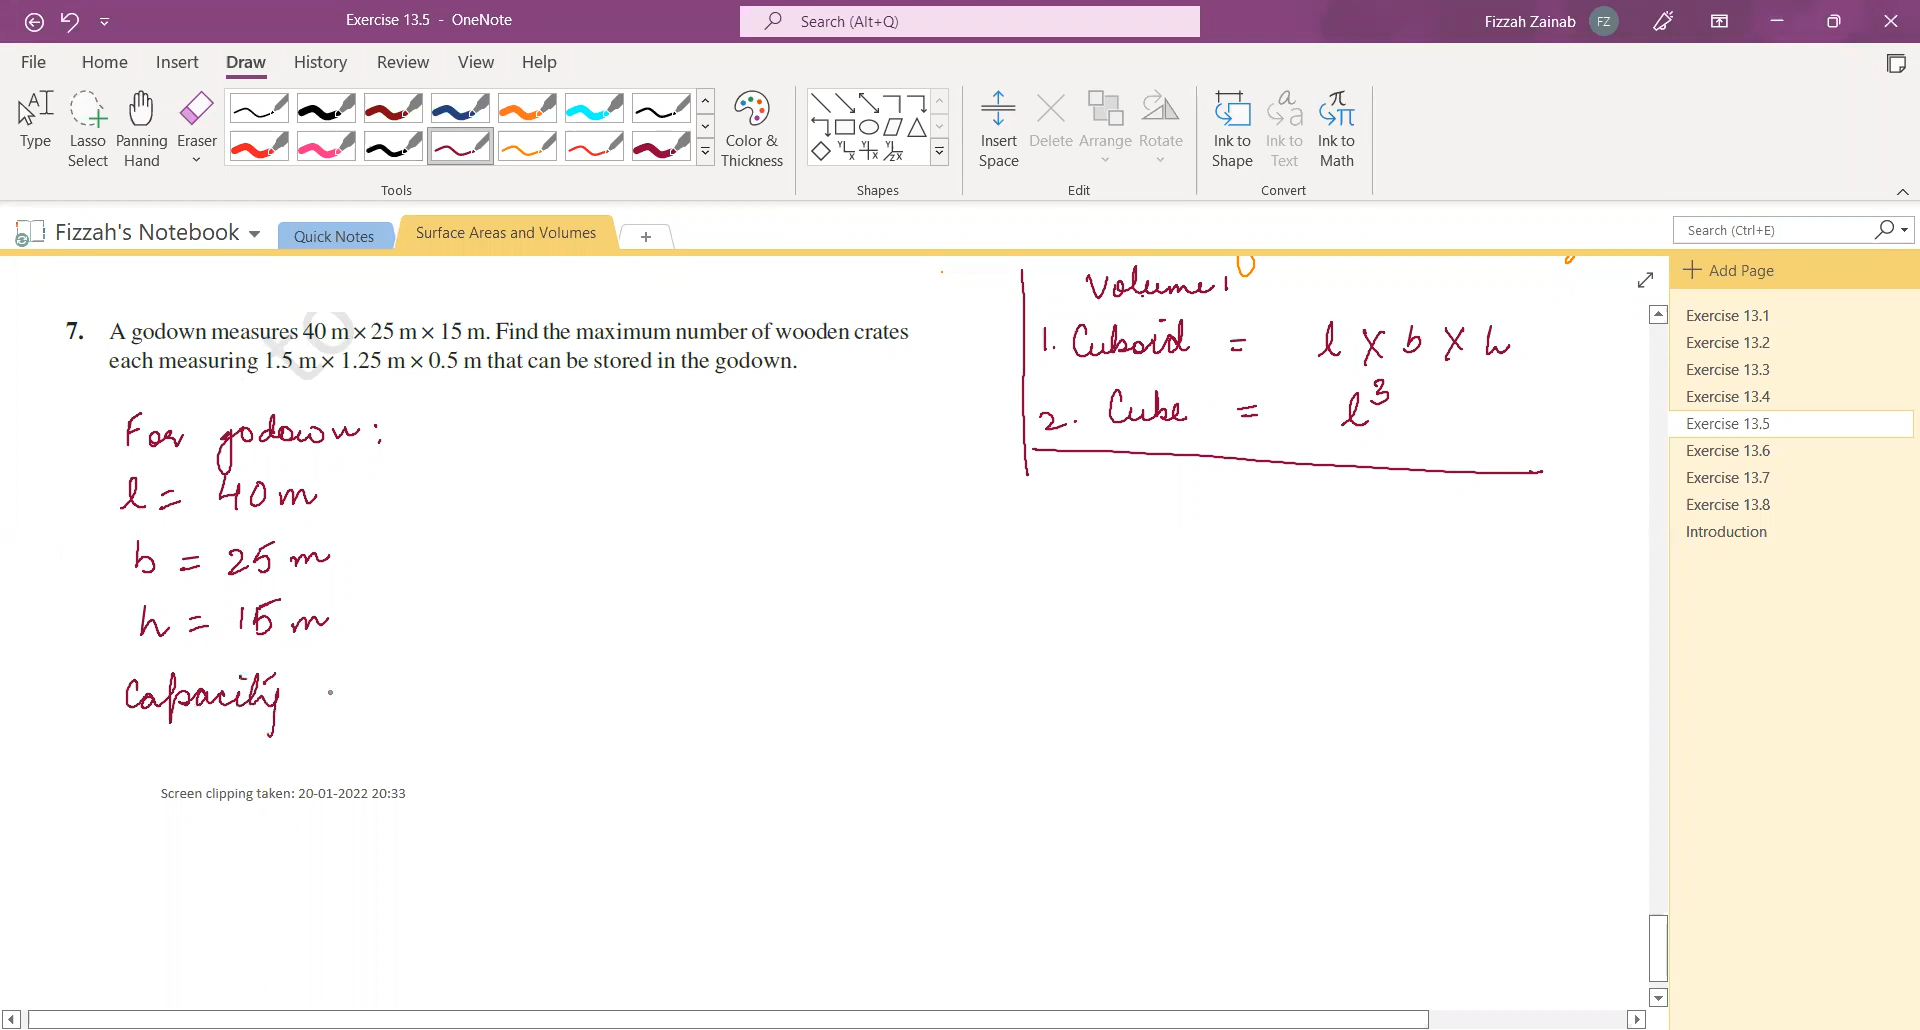 Exercise 13.5 - OneNote
Search (Alt+Q)
Fizzah Zainab
FZ
File Home Insert Draw History Review View Help
Type
Lasso Select
Panning Hand
Eraser
Color & Thickness
Insert Space
Delete
Arrange
Rotate
Ink to Shape
Ink to Text
Ink to Math
Tools
Shapes
Edit
Convert
Fizzah's Notebook
Quick Notes
Surface Areas and Volumes
Search (Ctrl+E)
Add Page
Exercise 13.1
Exercise 13.2
Exercise 13.3
Exercise 13.4
Exercise 13.5
Exercise 13.6
Exercise 13.7
Exercise 13.8
Introduction
Volume
1. Cuboid = l × b × h
2. Cube = l³
7. A godown measures 40 m × 25 m × 15 m. Find the maximum number of wooden crates
each measuring 1.5 m × 1.25 m × 0.5 m that can be stored in the godown.
For godown:
l = 40 m
b = 25 m
h = 15 m
Capacity
Screen clipping taken: 20-01-2022 20:33